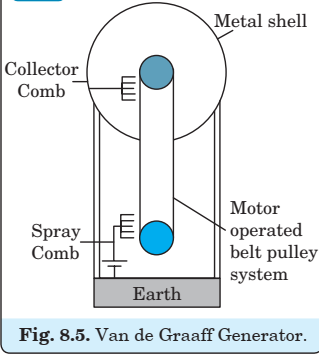 Metal shell
Collector
Comb
Spray
Comb
Motor
operated
belt pulley
system
Earth
Fig. 8.5. Van de Graaff Generator.